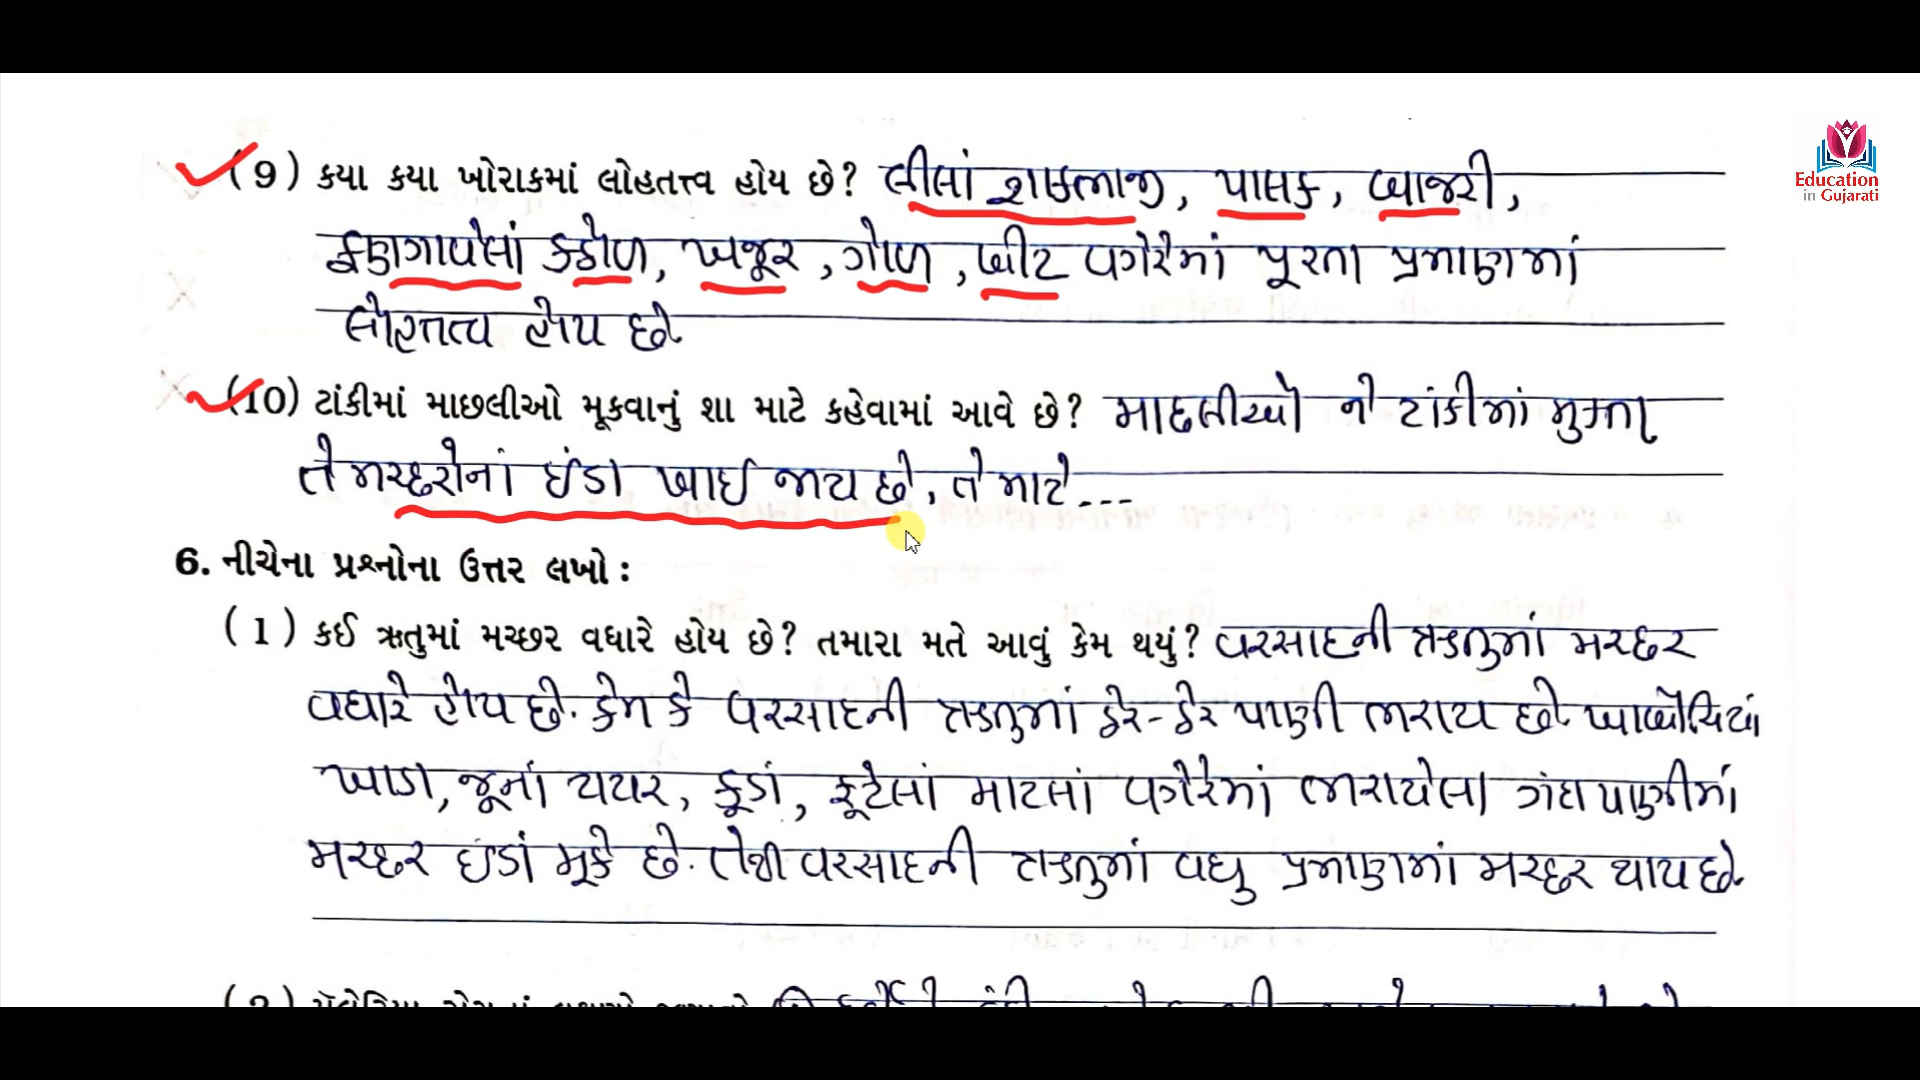 (9) કયા કયા ખોરાકમાં લોહતત્ત્વ હોય છે? લીલાં શાકભાજી, પાલક, બાજરી,
Education
in Gujarati
ફણગાવેલાં કઠોળ, ખજૂર, ગોળ, બીટ વગેરેમાં પૂરતા પ્રમાણમાં
લોહતત્વ હોય છે.
(10) ટાંકીમાં માછલીઓ મૂકવાનું શા માટે કહેવામાં આવે છે? માછલીઓ ને ટાંકીમાં મુકતા
તે મચ્છરોનાં ઈંડા ખાઈ જાય છે, તે માટે---
6. નીચેના પ્રશ્નોના ઉત્તર લખો :
(1) કઈ ઋતુમાં મચ્છર વધારે હોય છે? તમારા મતે આવું કેમ થયું? વરસાદની ઋતુમાં મચ્છર
વધારે હોય છે. કેમ કે વરસાદની ઋતુમાં ઠેર-ઠેર પાણી ભરાય છે. ખાબોચિયાં
ખાડા, જૂનાં ટાયર, કૂંડાં, ફૂટેલાં માટલાં વગેરેમાં ભરાયેલા ગંદા પાણીમાં
મચ્છર ઇંડાં મૂકે છે. તેથી વરસાદની ઋતુમાં વધુ પ્રમાણમાં મચ્છર થાય છે.